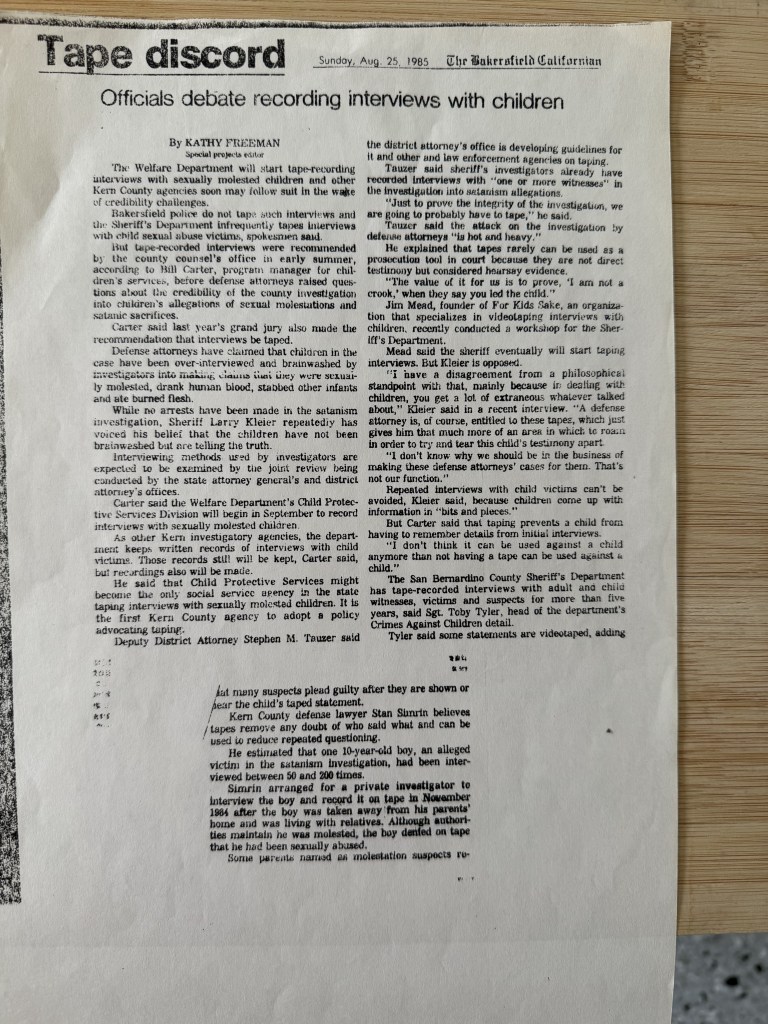 Tape discord
Sunday, Aug. 25, 1985 The Bakersfield Californian
Officials debate recording interviews with children
By KATHY FREEMAN
Special projects editor
The Welfare Department will start tape-recording
interviews with sexually molested children and other
Kern County agencies soon may follow suit in the wake
of credibility challenges.
Bakersfield police do not tape such interviews and
the Sheriff's Department infrequently tapes interviews
with child sexual abuse victims, spokesmen said.
But tape-recorded interviews were recommended
by the county counsel's office in early summer,
according to Bill Carter, program manager for chil-
dren's services, before defense attorneys raised ques-
tions about the credibility of the county investigation
into children's allegations of sexual molestations and
satanic sacrifices.
Carter said last year's grand jury also made the
recommendation that interviews be taped.
Defense attorneys have claimed that children in the
case have been over-interviewed and brainwashed by
investigators into making claims that they were sexual-
ly molested, drank human blood, stabbed other infants
and ate burned flesh.
While no arrests have been made in the satanism
investigation, Sheriff Larry Kleier repeatedly has
voiced his belief that the children have not been
brainwashed but are telling the truth.
Interviewing methods used by investigators are
expected to be examined by the joint review being
conducted by the state attorney general's and district
attorney's offices.
Carter said the Welfare Department's Child Protec-
tive Services Division will begin in September to record
interviews with sexually molested children.
As other Kern investigatory agencies, the depart-
ment keeps written records of interviews with child
victims. Those records still will be kept, Carter said,
but recordings also will be made.
He said that Child Protective Services might
become the only social service agency in the state
taping interviews with sexually molested children. It is
the first Kern County agency to adopt a policy
advocating taping.
Deputy District Attorney Stephen M. Tauzer said
the district attorney's office is developing guidelines for
it and other and law enforcement agencies on taping.
Tauzer said sheriff's investigators already have
recorded interviews with "one or more witnesses" in
the investigation into satanism allegations.
"Just to prove the integrity of the investigation, we
are going to probably have to tape," he said.
Tauzer said the attack on the investigation by
defense attorneys "is hot and heavy."
He explained that tapes rarely can be used as a
prosecution tool in court because they are not direct
testimony but considered hearsay evidence.
"The value of it for us is to prove, 'I am not a
crook,' when they say you led the child."
Jim Mead, founder of For Kids Sake, an organiza-
tion that specializes in videotaping interviews with
children, recently conducted a workshop for the Sher-
iff's Department.
Mead said the sheriff eventually will start taping
interviews. But Kleier is opposed.
"I have a disagreement from a philosophical
standpoint with that, mainly because in dealing with
children, you get a lot of extraneous whatever talked
about," Kleier said in a recent interview. "A defense
attorney is, of course, entitled to these tapes, which just
gives him that much more of an area in which to roam
in order to try and tear this child's testimony apart.
"I don't know why we should be in the business of
making these defense attorneys' cases for them. That's
not our function."
Repeated interviews with child victims can't be
avoided, Kleier said, because children come up with
information in "bits and pieces."
But Carter said that taping prevents a child from
having to remember details from initial interviews.
"I don't think it can be used against a child
anymore than not having a tape can be used against a
child."
The San Bernardino County Sheriff's Department
has tape-recorded interviews with adult and child
witnesses, victims and suspects for more than five
years, said Sgt. Toby Tyler, head of the department's
Crimes Against Children detail.
Tyler said some statements are videotaped, adding
many suspects plead guilty after they are shown or
hear the child's taped statement.
Kern County defense lawyer Stan Simrin believes
tapes remove any doubt of who said what and can be
used to reduce repeated questioning.
He estimated that one 10-year-old boy, an alleged
victim in the satanism investigation, had been inter-
viewed between 50 and 200 times.
Simrin arranged for a private investigator to
interview the boy and record it on tape in November
1984 after the boy was taken away from his parents'
home and was living with relatives. Although authori-
ties maintain he was molested, the boy denied on tape
that he had been sexually abused.
Some parents named as molestation suspects re-